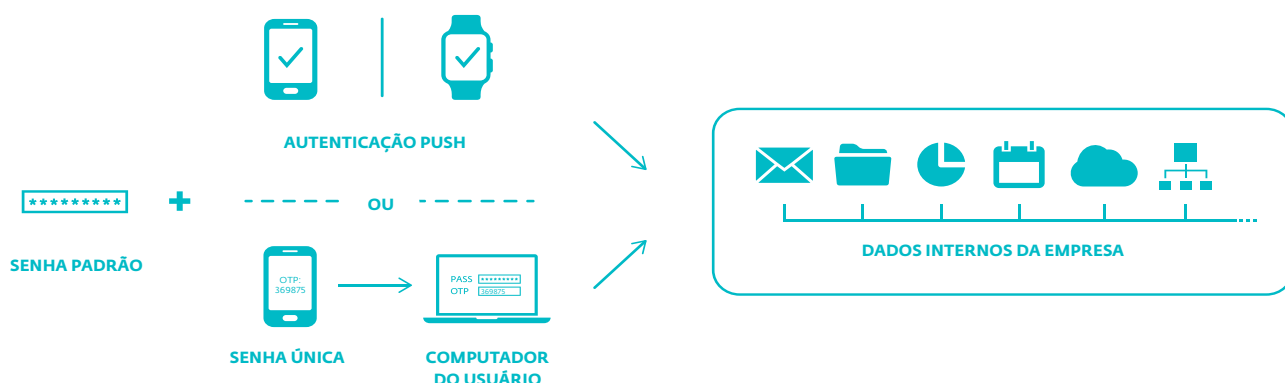 AUTENTICAÇÃO PUSH
*********
OU
SENHA PADRÃO
OTP:
369875
PASS *********
OTP 369875
SENHA ÚNICA
COMPUTADOR
DO USUÁRIO
DADOS INTERNOS DA EMPRESA